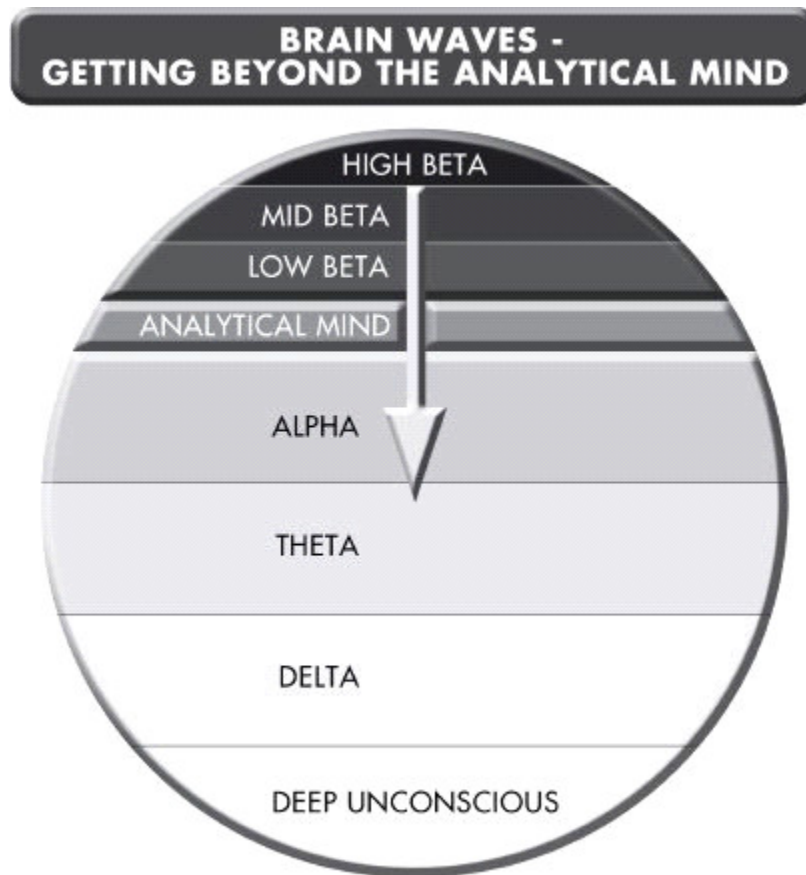 BRAIN WAVES -
GETTING BEYOND THE ANALYTICAL MIND
HIGH BETA
MID BETA
LOW BETA
ANALYTICAL MIND
ALPHA
THETA
DELTA
DEEP UNCONSCIOUS